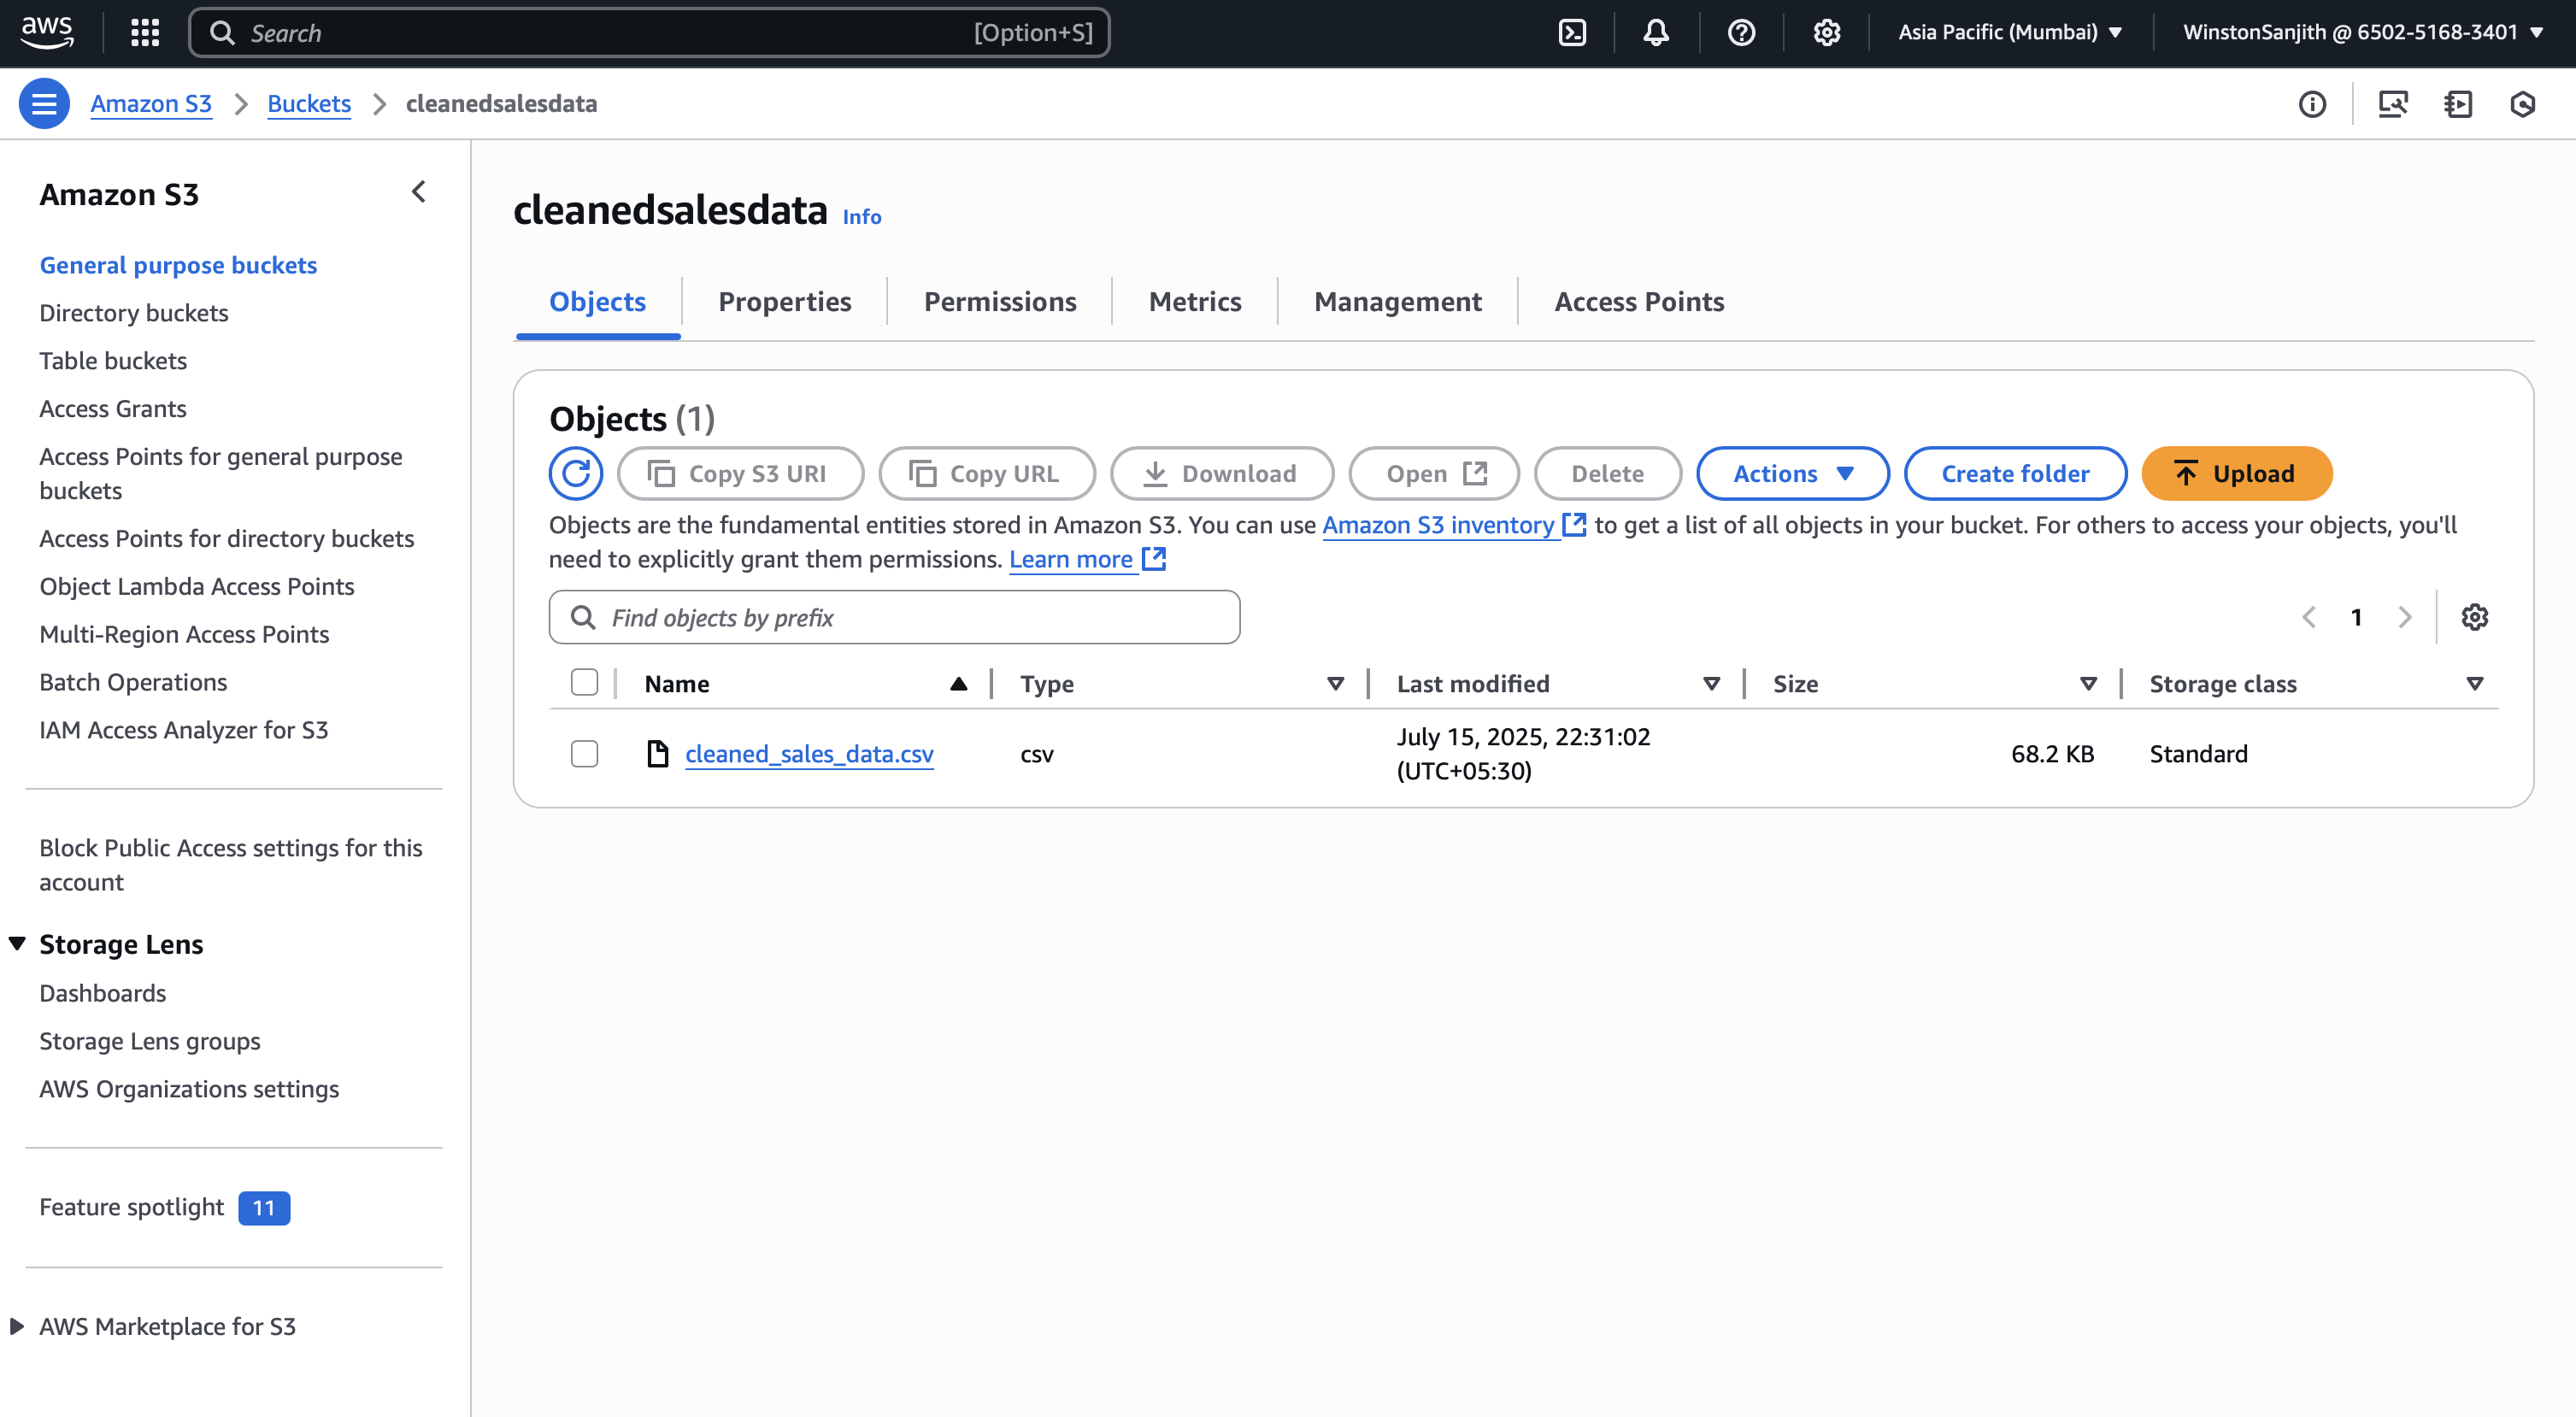 aws
Search
[Option+S]
Asia Pacific (Mumbai)
WinstonSanjith @ 6502-5168-3401
Amazon S3
Buckets
cleanedsalesdata
Amazon S3
General purpose buckets
Directory buckets
Table buckets
Access Grants
Access Points for general purpose
buckets
Access Points for directory buckets
Object Lambda Access Points
Multi-Region Access Points
Batch Operations
IAM Access Analyzer for S3
Block Public Access settings for this
account
Storage Lens
Dashboards
Storage Lens groups
AWS Organizations settings
Feature spotlight 11
AWS Marketplace for S3
cleanedsalesdata Info
Objects
Properties
Permissions
Metrics
Management
Access Points
Objects (1)
Copy S3 URI
Copy URL
Download
Open
Delete
Actions
Create folder
Upload
Objects are the fundamental entities stored in Amazon S3. You can use Amazon S3 inventory to get a list of all objects in your bucket. For others to access your objects, you'll
need to explicitly grant them permissions. Learn more
Find objects by prefix
1
Name
Type
Last modified
Size
Storage class
cleaned_sales_data.csv
csv
July 15, 2025, 22:31:02
(UTC+05:30)
68.2 KB
Standard